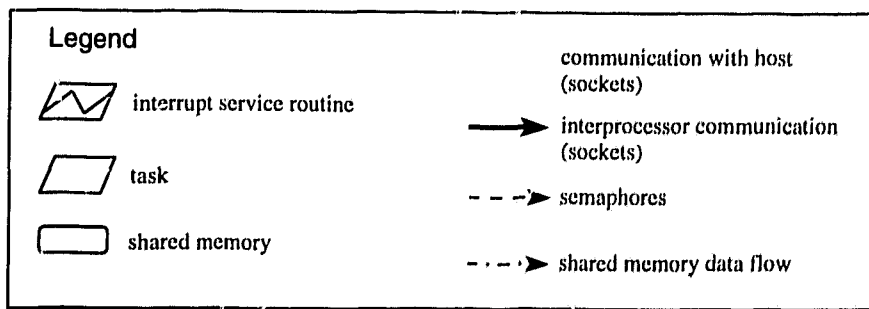 Legend
interrupt service routine
task
shared memory
communication with host
(sockets)
interprocessor communication
(sockets)
semaphores
shared memory data flow